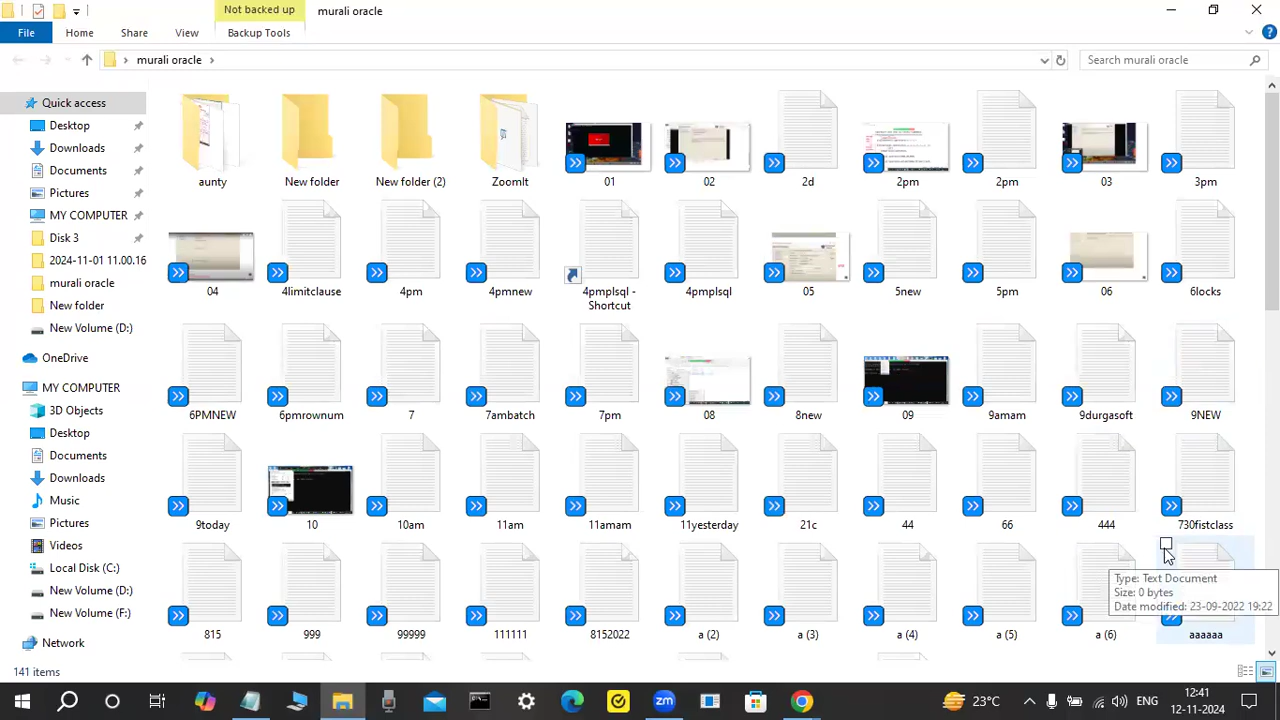 Not backed up
murali oracle
File
Home
Share
View
Backup Tools
murali oracle
Search murali oracle
Quick access
Desktop
Downloads
Documents
Pictures
MY COMPUTER
Disk 3
2024-11-01 11.00.16
murali oracle
New folder
New Volume (D:)
OneDrive
MY COMPUTER
3D Objects
Desktop
Documents
Downloads
Music
Pictures
Videos
Local Disk (C:)
New Volume (D:)
New Volume (F:)
Network
aunty
New folder
New folder (2)
ZoomIt
01
02
2d
2pm
2pm
03
3pm
04
4limitclause
4pm
4pmnew
4pmplsql -
Shortcut
4pmplsql
05
5new
5pm
06
6locks
6PMNEW
6pmrownum
7
7ambatch
7pm
08
8new
09
9amam
9durgasoft
9NEW
9today
10
10am
11am
11amam
11yesterday
21c
44
66
444
730fistclass
815
999
99999
111111
8152022
a (2)
a (3)
a (4)
a (5)
a (6)
aaaaaa
Type: Text Document
Size: 0 bytes
Date modified: 23-09-2022 19:22
141 items
zm
23°C
ENG
12-11-2024